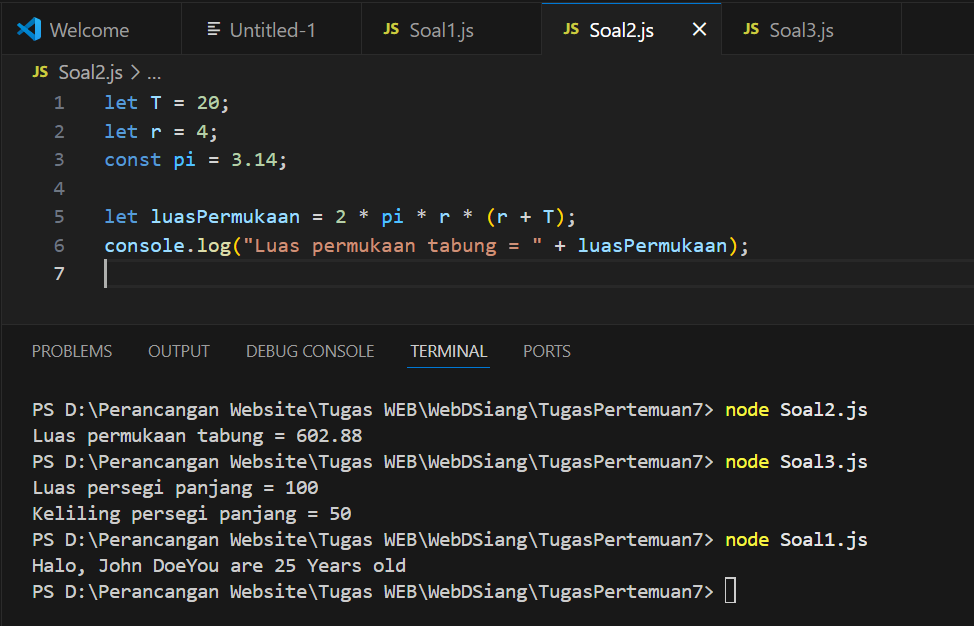 Welcome Untitled-1 JS Soal1.js JS Soal2.js JS Soal3.js
JS Soal2.js > ...
1 let T = 20;
2 let r = 4;
3 const pi = 3.14;
4
5 let luasPermukaan = 2 * pi * r * (r + T);
6 console.log("Luas permukaan tabung = " + luasPermukaan);
7
PROBLEMS OUTPUT DEBUG CONSOLE TERMINAL PORTS
PS D:\Perancangan Website\Tugas WEB\WebDSiang\TugasPertemuan7> node Soal2.js
Luas permukaan tabung = 602.88
PS D:\Perancangan Website\Tugas WEB\WebDSiang\TugasPertemuan7> node Soal3.js
Luas persegi panjang = 100
Keliling persegi panjang = 50
PS D:\Perancangan Website\Tugas WEB\WebDSiang\TugasPertemuan7> node Soal1.js
Halo, John DoeYou are 25 Years old
PS D:\Perancangan Website\Tugas WEB\WebDSiang\TugasPertemuan7>